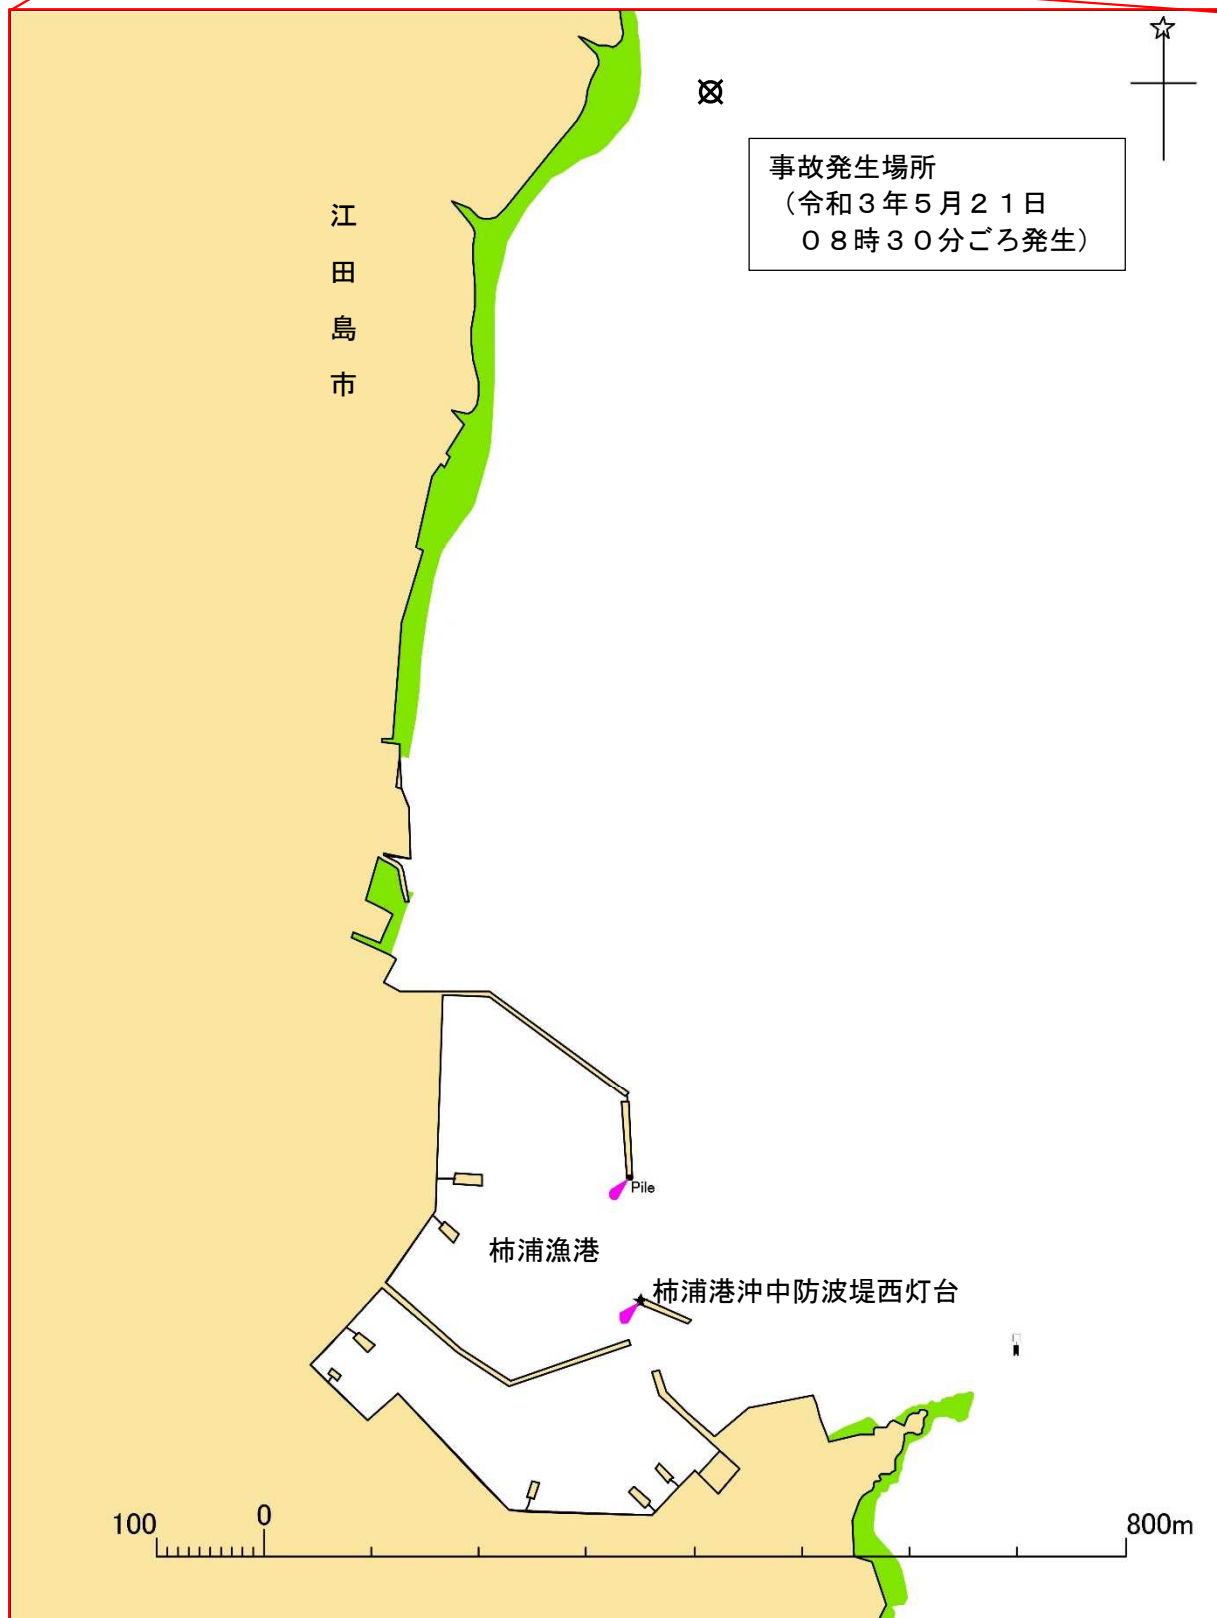 事故発生場所
（令和３年５月２１日
０８時３０分ごろ発生）
江田島市
Pile
柿浦漁港
柿浦港沖中防波堤西灯台
100 0 800m